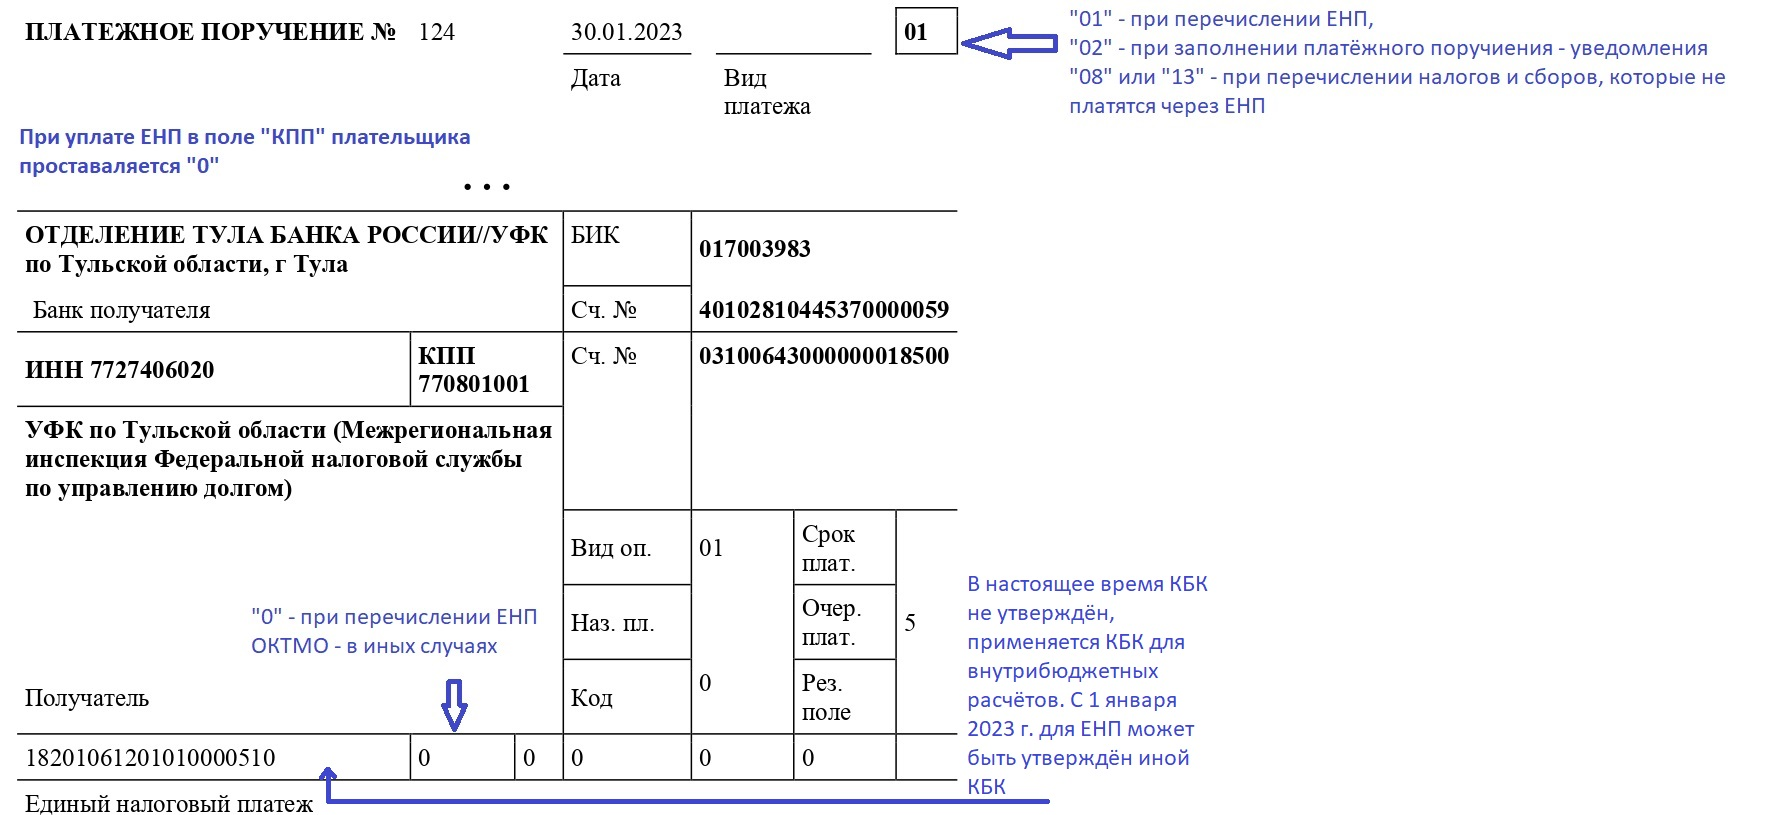 ПЛАТЕЖНОЕ ПОРУЧЕНИЕ № 124 30.01.2023 01
Дата Вид
платежа
"01" - при перечислении ЕНП,
"02" - при заполнении платёжного поручиения - уведомления
"08" или "13" - при перечислении налогов и сборов, которые не
платятся через ЕНП
При уплате ЕНП в поле "КПП" плательщика
проставаляется "0"
• • •
ОТДЕЛЕНИЕ ТУЛА БАНКА РОССИИ//УФК
по Тульской области, г Тула
Банк получателя
БИК 017003983
Сч. № 40102810445370000059
ИНН 7727406020
КПП
770801001
Сч. № 03100643000000018500
УФК по Тульской области (Межрегиональная
инспекция Федеральной налоговой службы
по управлению долгом)
Вид оп. 01 Срок
плат.
Наз. пл. Очер.
плат. 5
Код 0 Рез.
поле
"0" - при перечислении ЕНП
ОКТМО - в иных случаях
Получатель
В настоящее время КБК
не утверждён,
применяется КБК для
внутрибюджетных
расчётов. С 1 января
2023 г. для ЕНП может
быть утверждён иной
КБК
18201061201010000510 0 0 0 0 0
Единый налоговый платеж